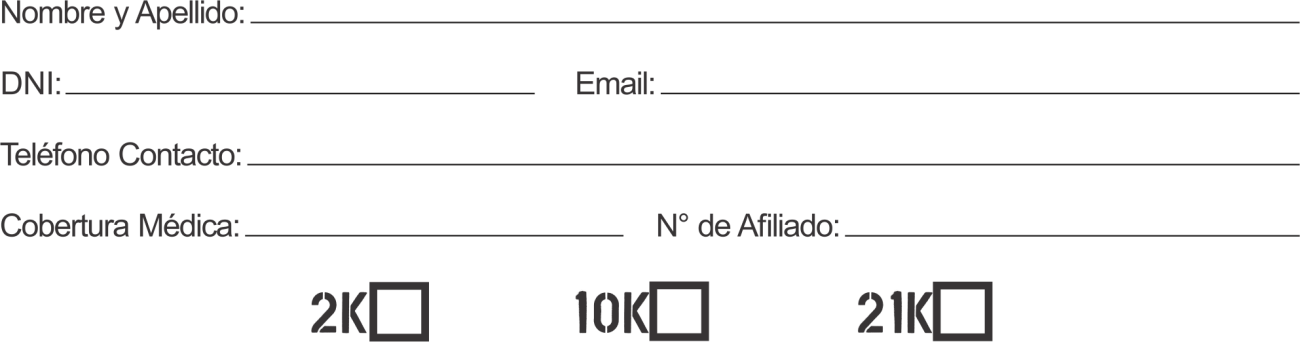 Nombre y Apellido:
DNI: Email:
Teléfono Contacto:
Cobertura Médica: N° de Afiliado:
2K 10K 21K